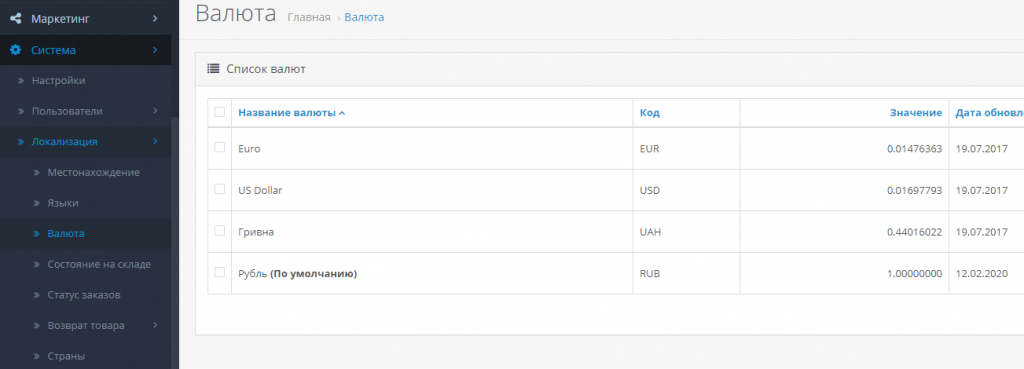 Маркетинг
Система
Настройки
Пользователи
Локализация
Местонахождение
Языки
Валюта
Состояние на складе
Статус заказов
Возврат товара
Страны
Валюта Главная › Валюта
Список валют
Название валюты Код Значение Дата обновл
Euro EUR 0.01476363 19.07.2017
US Dollar USD 0.01697793 19.07.2017
Гривна UAH 0.44016022 19.07.2017
Рубль (По умолчанию) RUB 1.00000000 12.02.2020